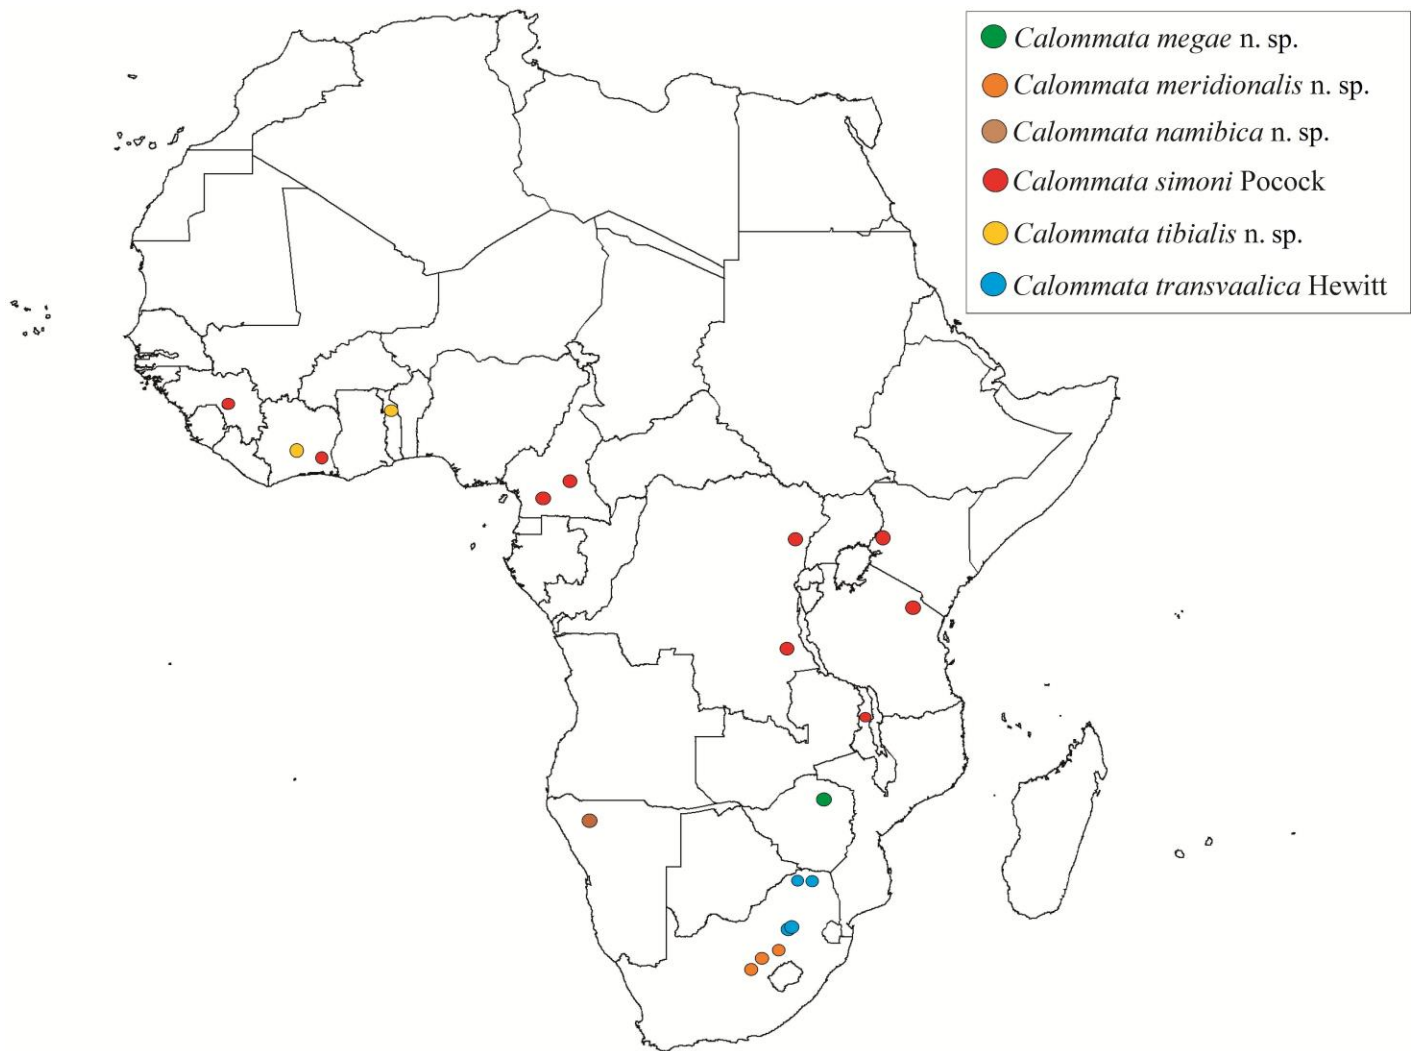 Calommata megae n. sp.
Calommata meridionalis n. sp.
Calommata namibica n. sp.
Calommata simoni Pocock
Calommata tibialis n. sp.
Calommata transvaalica Hewitt